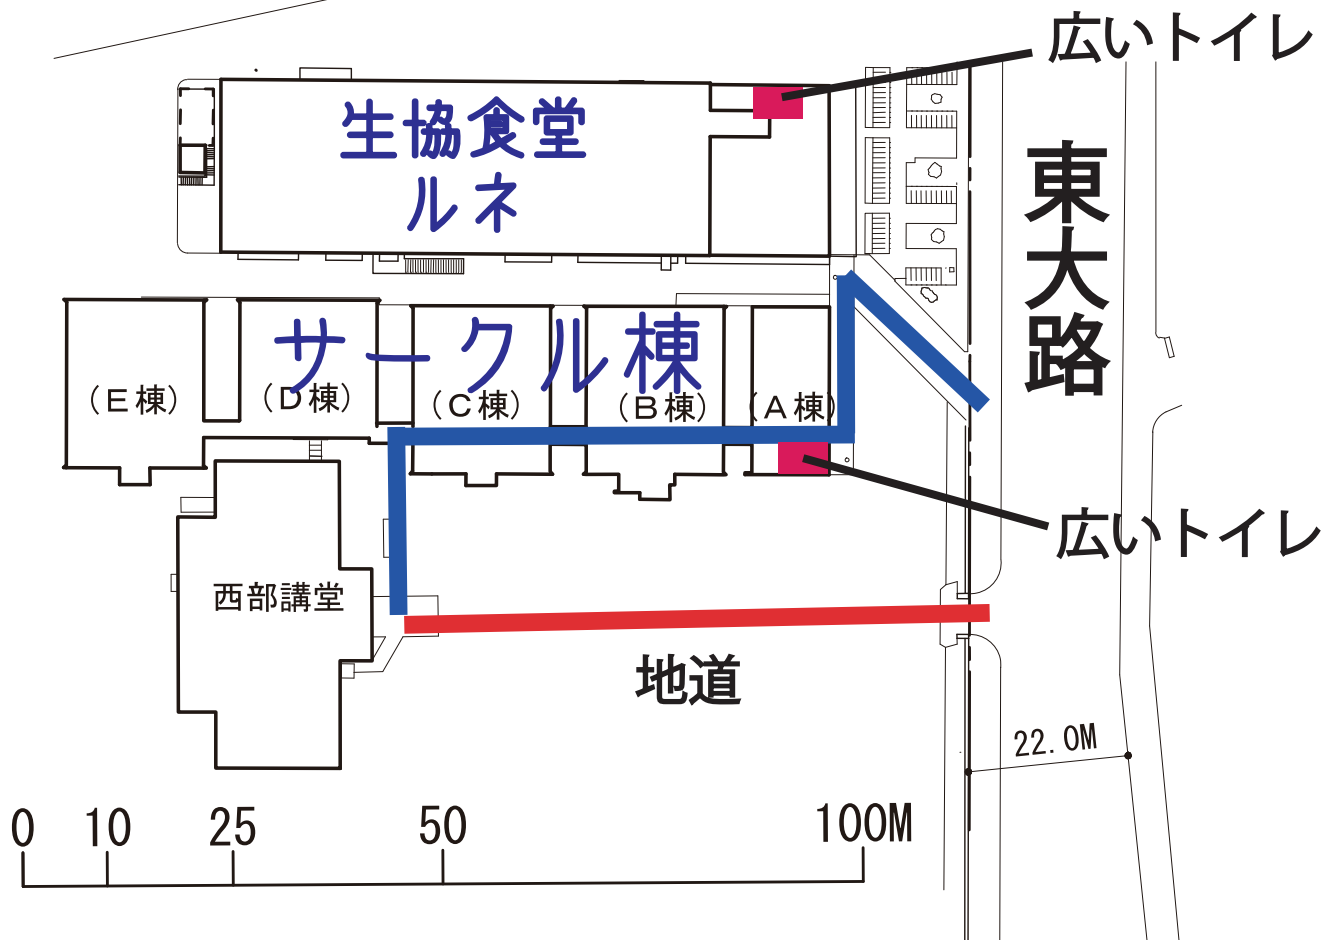 広いトイレ
生協食堂
ルネ
東大路
サークル棟
(E棟)
(D棟)
(C棟)
(B棟)
(A棟)
広いトイレ
西部講堂
地道
22.0M
0 10 25 50 100M